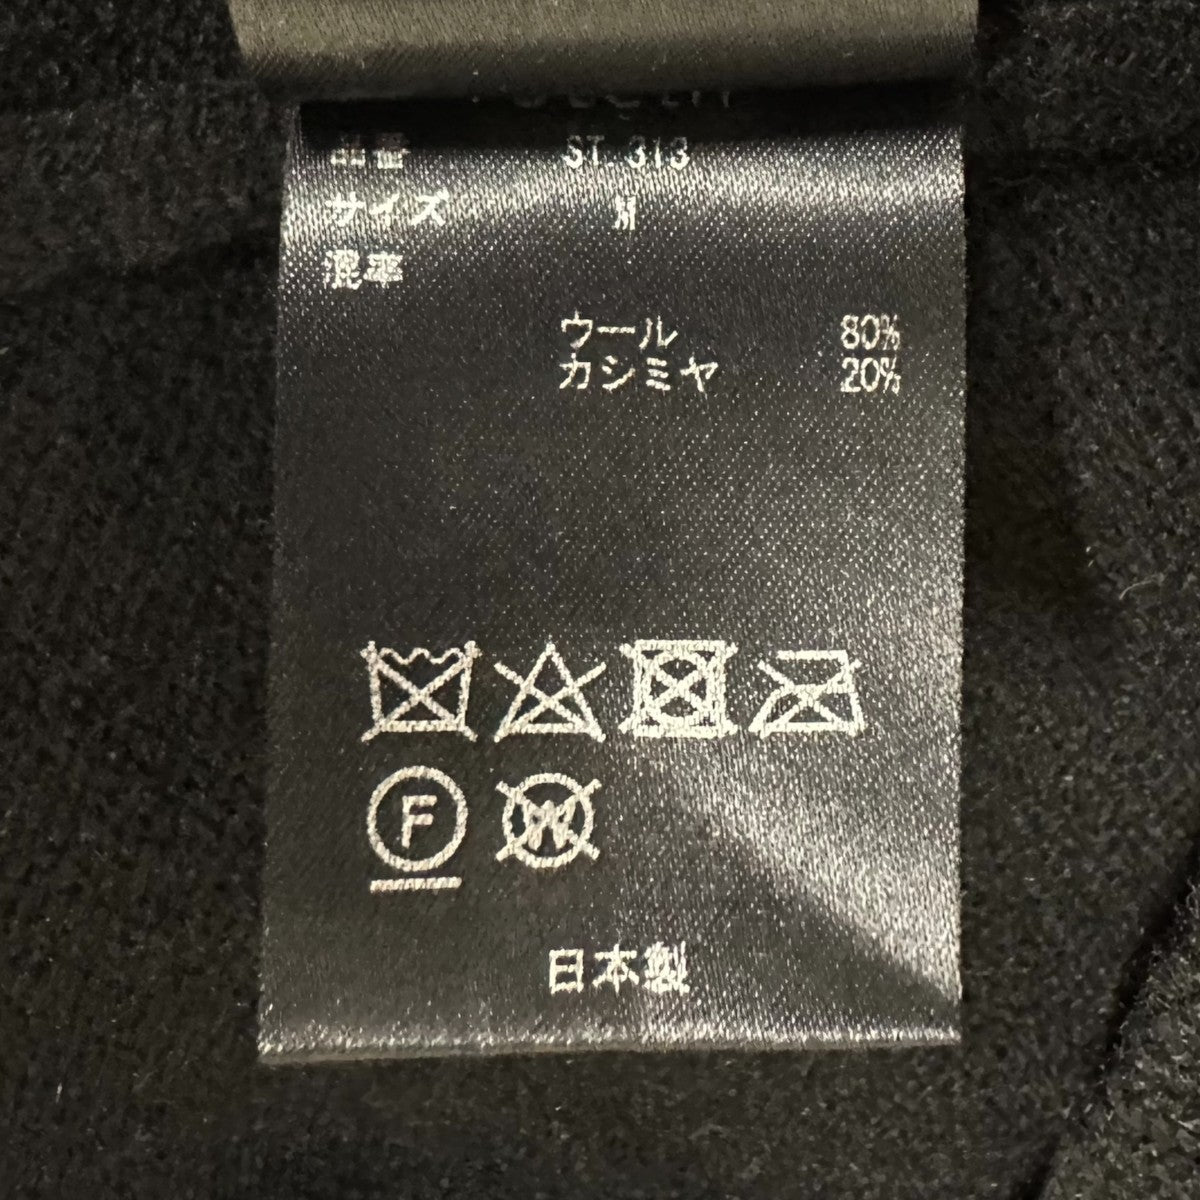 品番 ST.313
サイズ M
混率
ウール 80%
カシミヤ 20%
F
W
日本製